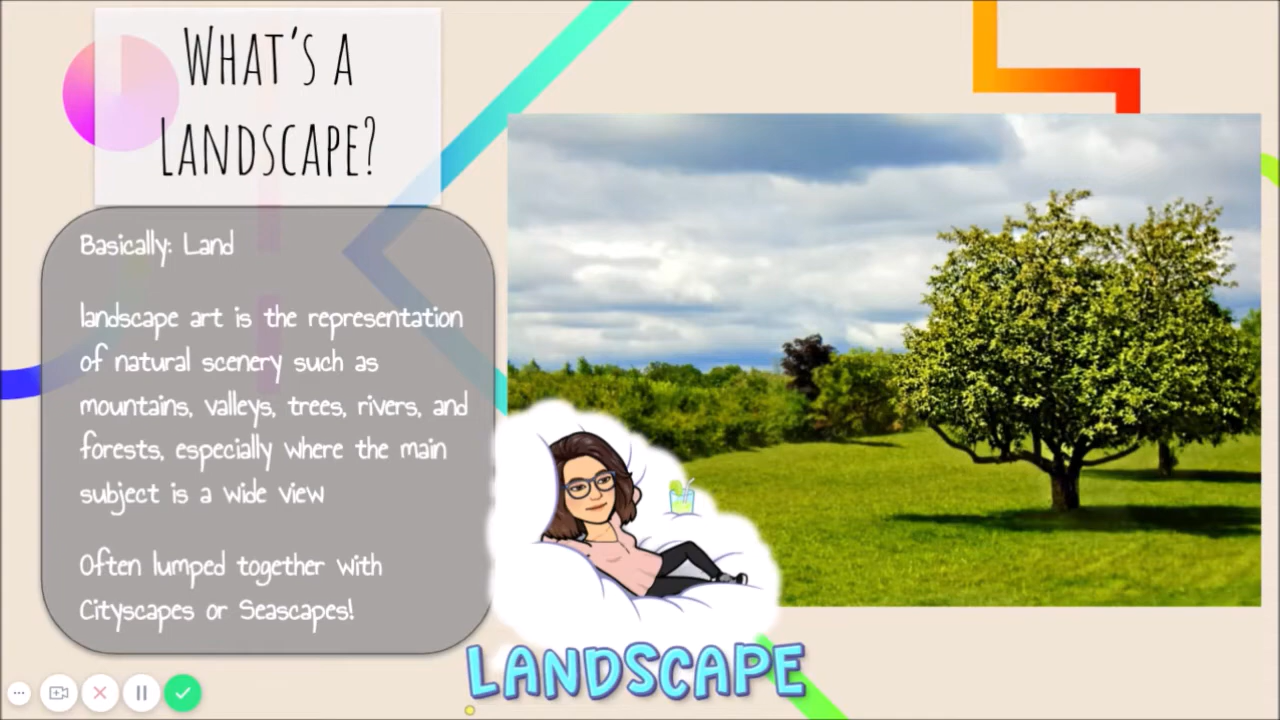 What's a
Landscape?
Basically: Land
landscape art is the representation
of natural scenery such as
mountains, valleys, trees, rivers, and
forests, especially where the main
subject is a wide view
Often lumped together with
Cityscapes or Seascapes!
LANDSCAPE